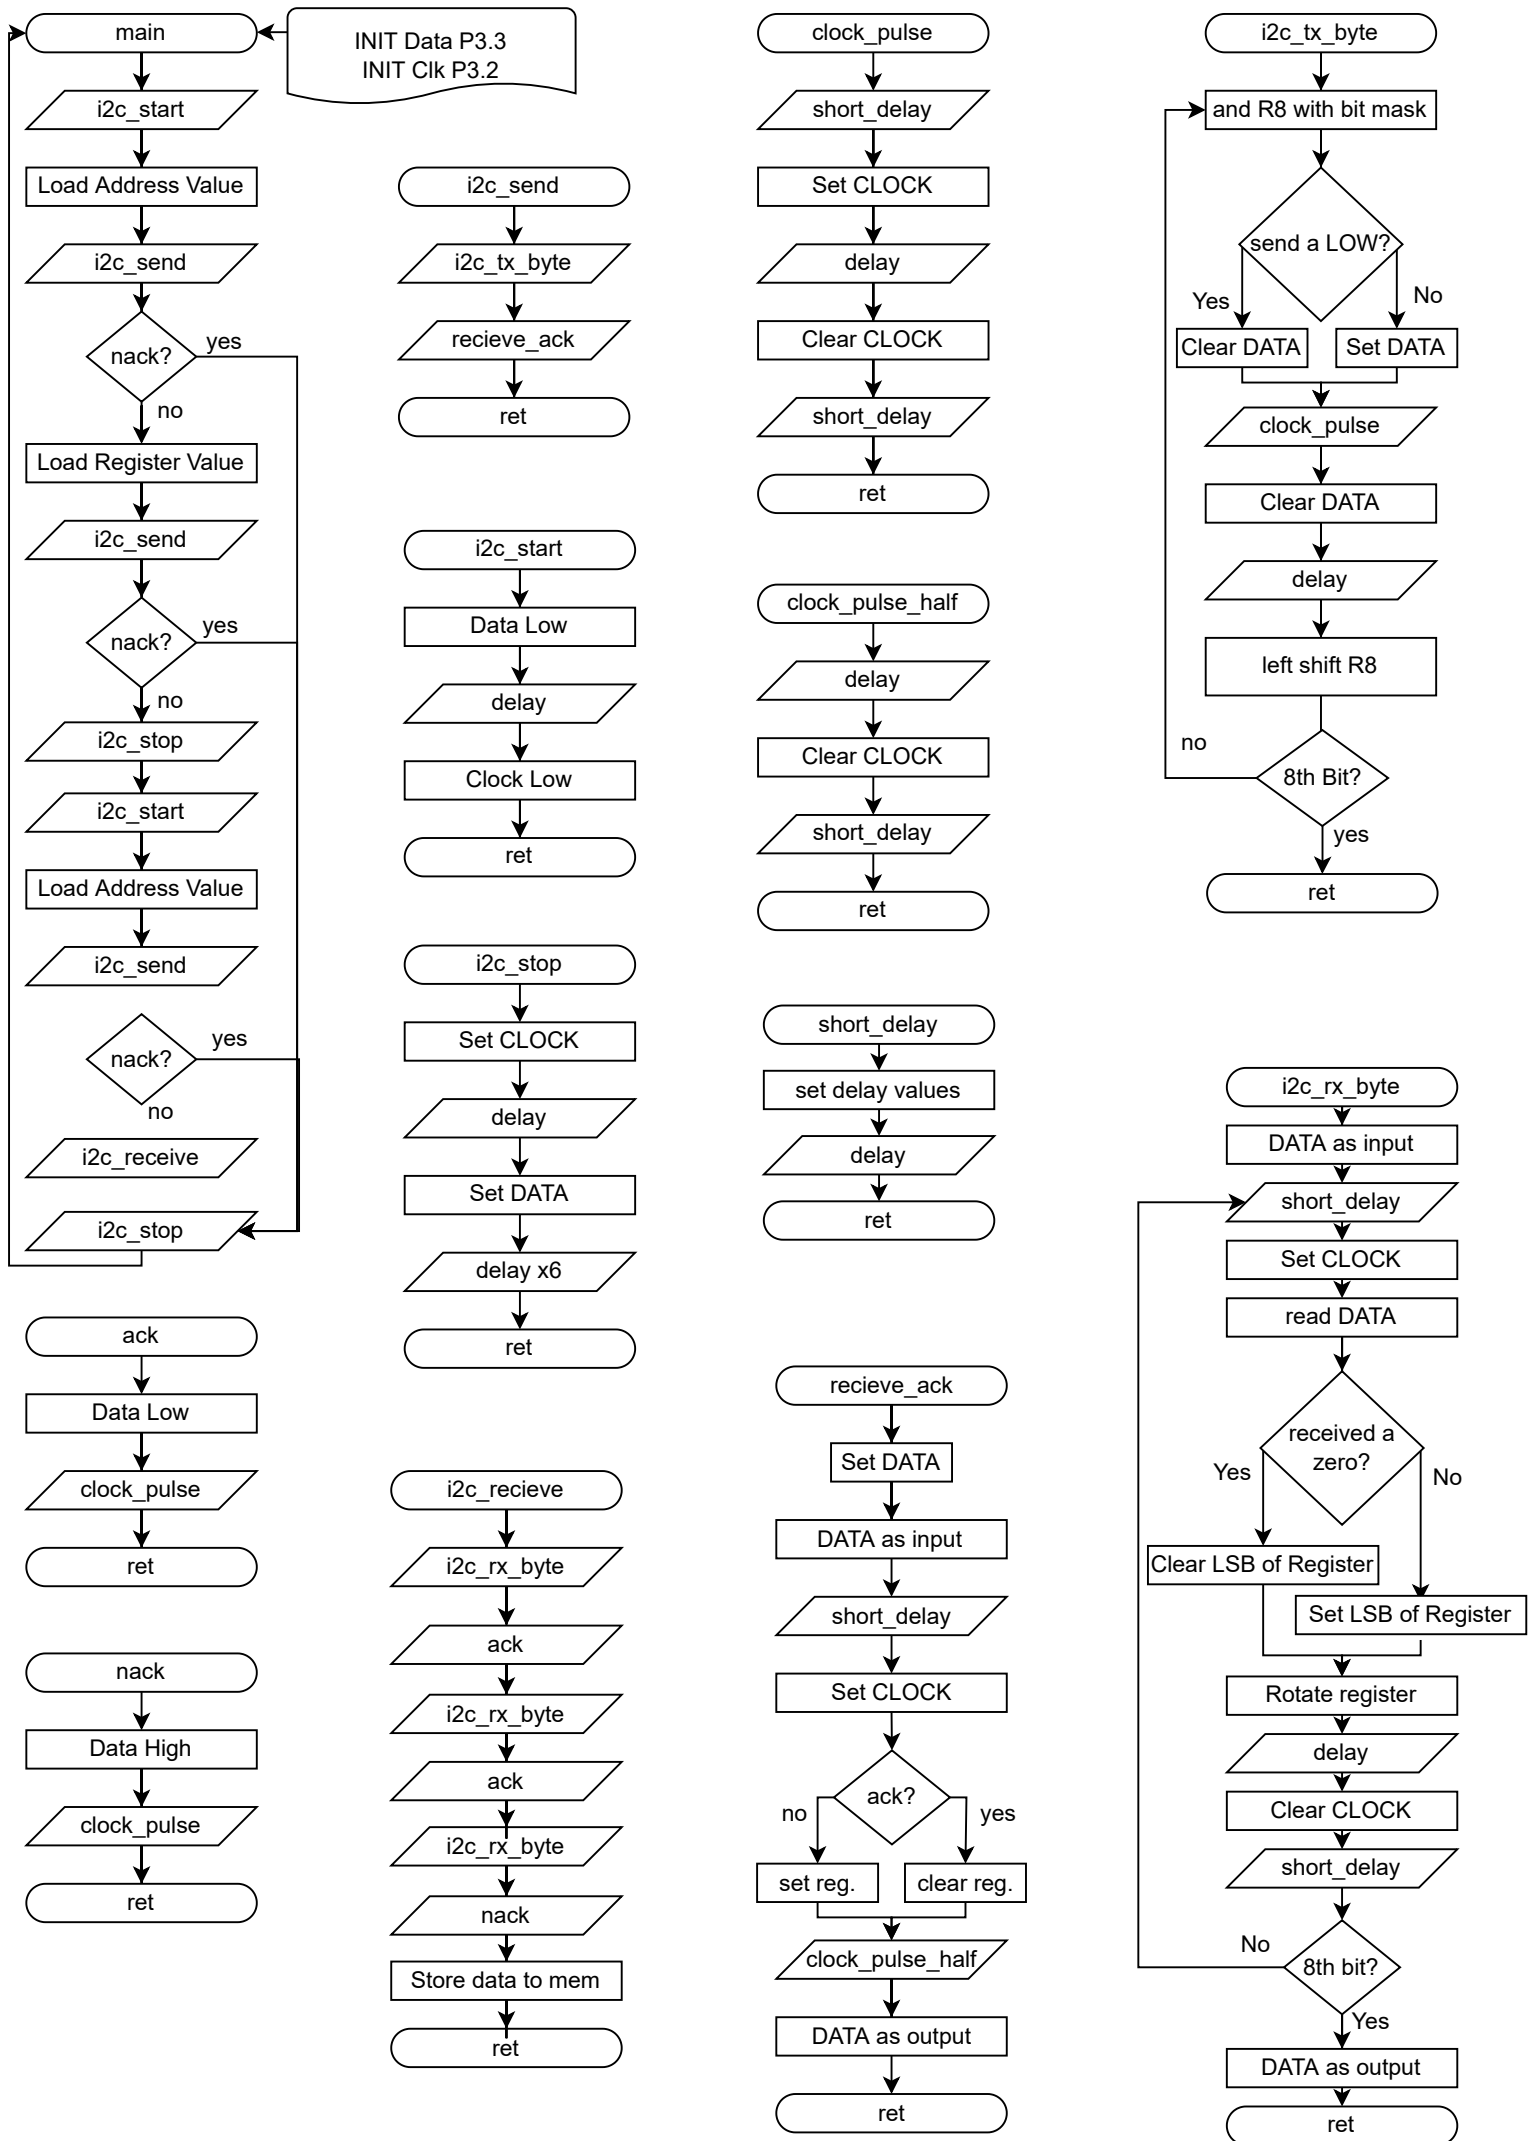 main
INIT Data P3.3
INIT Clk P3.2
i2c_start
Load Address Value
i2c_send
nack?
yes
no
Load Register Value
i2c_send
nack?
yes
no
i2c_stop
i2c_start
Load Address Value
i2c_send
nack?
yes
no
i2c_receive
i2c_stop
ack
Data Low
clock_pulse
ret
nack
Data High
clock_pulse
ret
i2c_send
i2c_tx_byte
recieve_ack
ret
i2c_start
Data Low
delay
Clock Low
ret
i2c_stop
Set CLOCK
delay
Set DATA
delay x6
ret
i2c_recieve
i2c_rx_byte
ack
i2c_rx_byte
ack
i2c_rx_byte
nack
Store data to mem
ret
clock_pulse
short_delay
Set CLOCK
delay
Clear CLOCK
short_delay
ret
clock_pulse_half
delay
Clear CLOCK
short_delay
ret
short_delay
set delay values
delay
ret
recieve_ack
Set DATA
DATA as input
short_delay
Set CLOCK
ack?
no
yes
set reg.
clear reg.
clock_pulse_half
DATA as output
ret
i2c_tx_byte
and R8 with bit mask
send a LOW?
Yes
No
Clear DATA
Set DATA
clock_pulse
Clear DATA
delay
left shift R8
no
8th Bit?
yes
ret
i2c_rx_byte
DATA as input
short_delay
Set CLOCK
read DATA
received a
zero?
Yes
No
Clear LSB of Register
Set LSB of Register
Rotate register
delay
Clear CLOCK
short_delay
No
8th bit?
Yes
DATA as output
ret